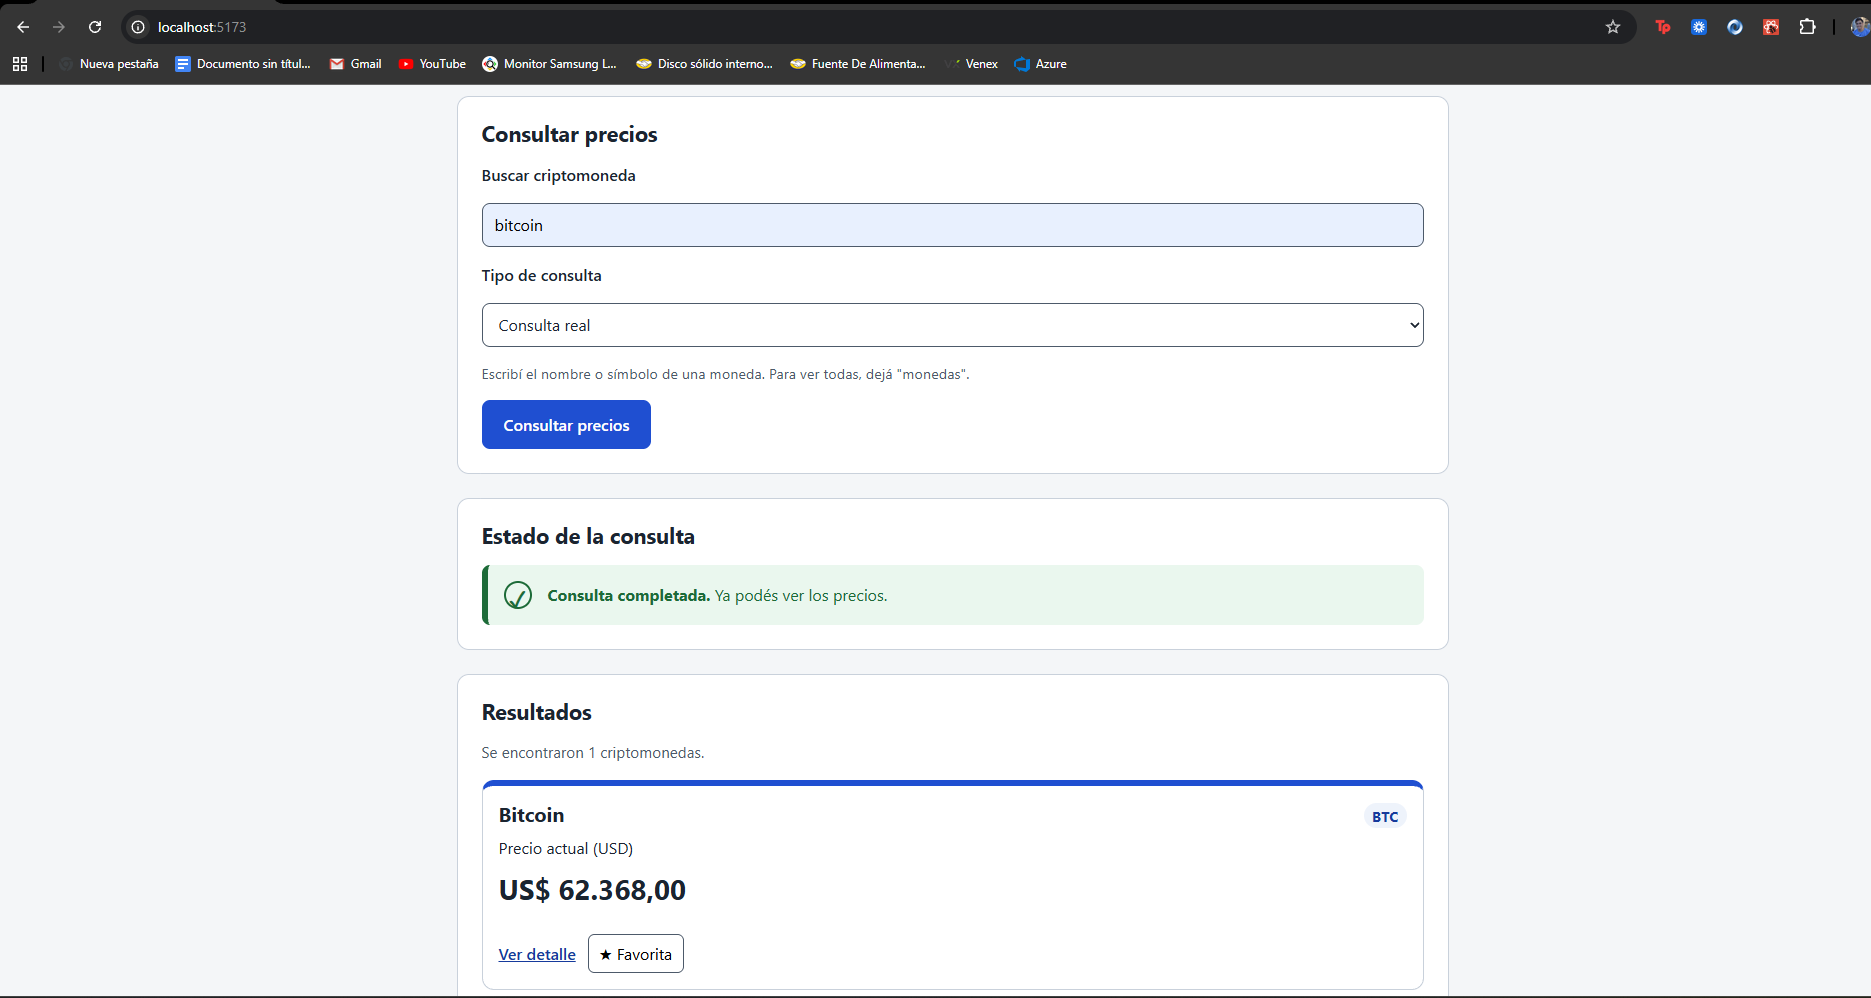 localhost:5173
Nueva pestaña
Documento sin títul...
Gmail
YouTube
Monitor Samsung L...
Disco sólido interno...
Fuente De Alimenta...
Venex
Azure
Tp
Consultar precios
Buscar criptomoneda
bitcoin
Tipo de consulta
Consulta real
Escribí el nombre o símbolo de una moneda. Para ver todas, dejá "monedas".
Consultar precios
Estado de la consulta
Consulta completada. Ya podés ver los precios.
Resultados
Se encontraron 1 criptomonedas.
Bitcoin
BTC
Precio actual (USD)
US$ 62.368,00
Ver detalle
★ Favorita